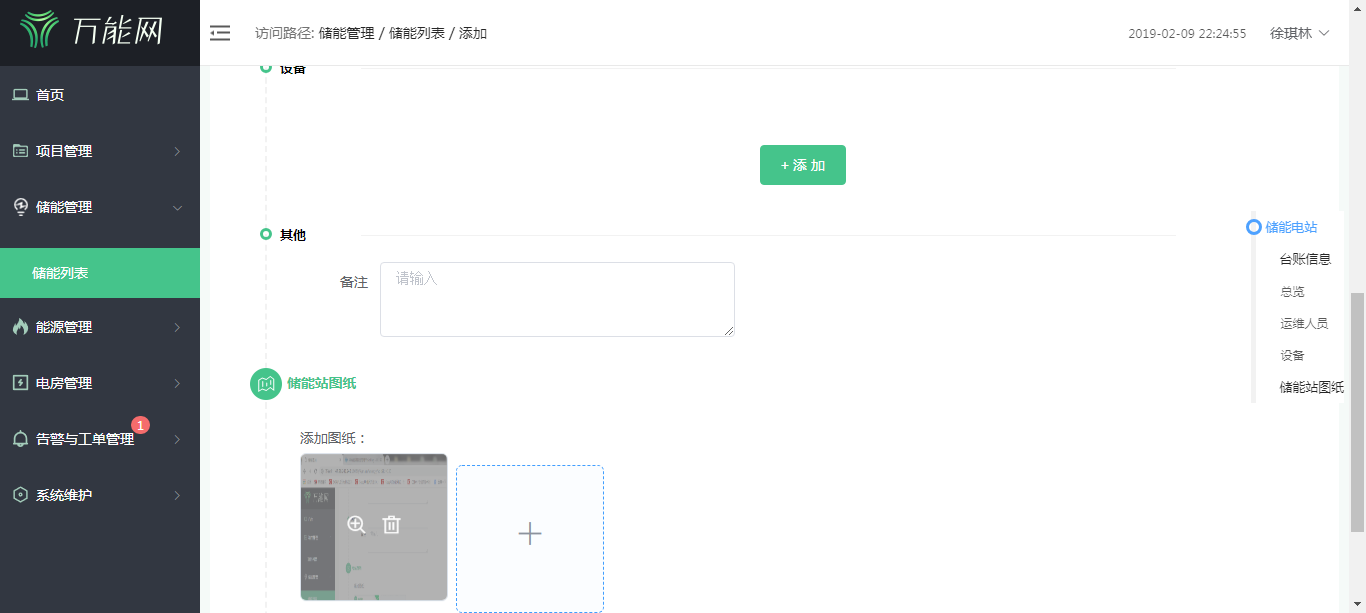 万能网
访问路径: 储能管理 / 储能列表 / 添加
2019-02-09 22:24:55
徐琪林
首页
项目管理
储能管理
储能列表
能源管理
电房管理
告警与工单管理
1
系统维护
设备
+ 添 加
其他
备注
请输入
储能站图纸
添加图纸：
储能电站
台账信息
总览
运维人员
设备
储能站图纸